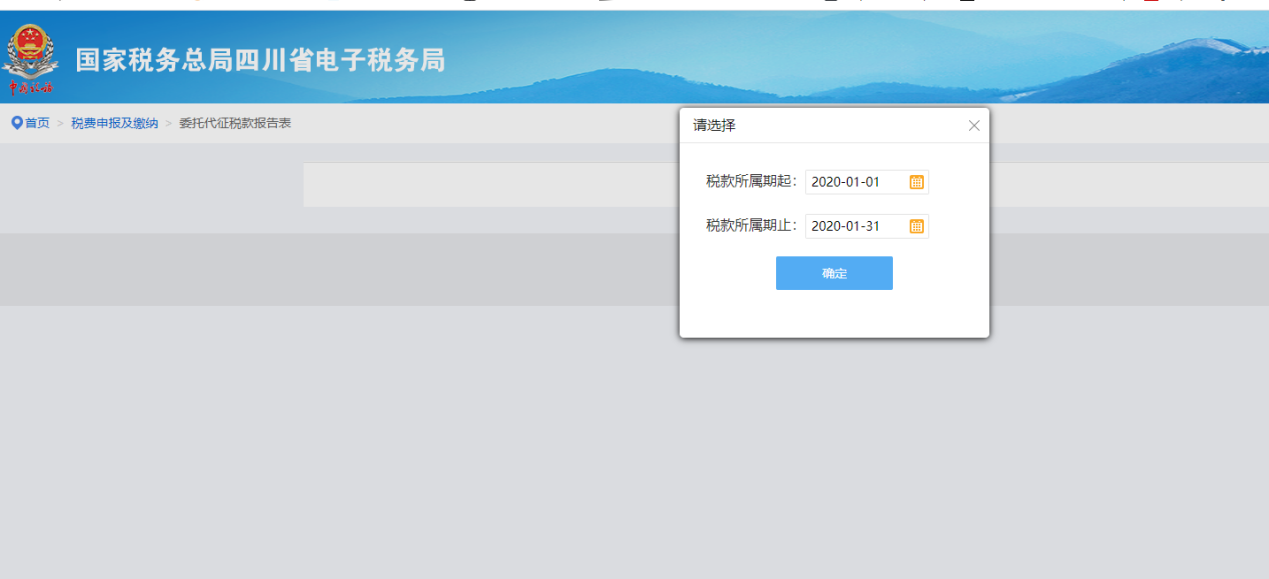 国家税务总局四川省电子税务局
中国税务
首页 > 税费申报及缴纳 > 委托代征税款报告表
请选择
税款所属期起： 2020-01-01
税款所属期止： 2020-01-31
确定